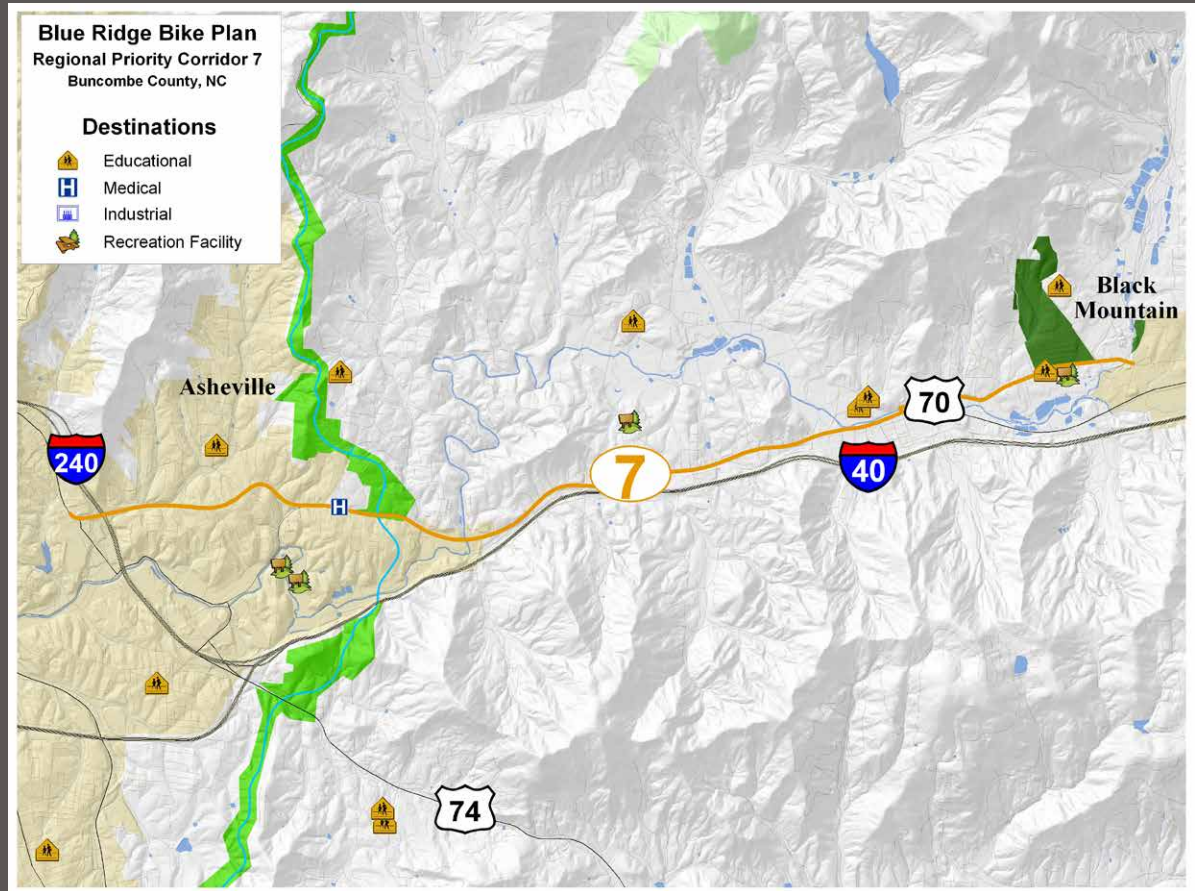 Blue Ridge Bike Plan
Regional Priority Corridor 7
Buncombe County, NC
Destinations
Educational
H Medical
Industrial
Recreation Facility
Black
Mountain
Asheville
70
240
7
40
H
74